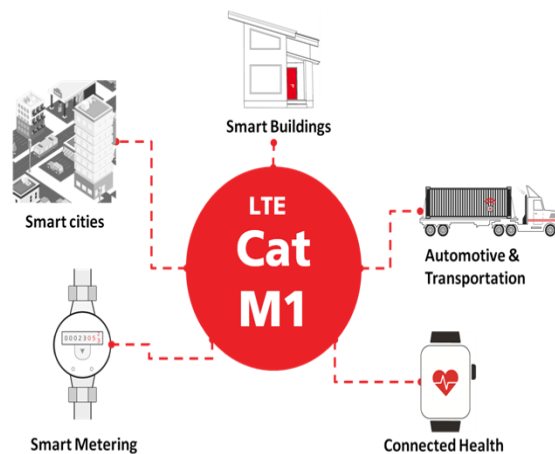 Smart Buildings
LTE
Cat
M1
Smart cities
Automotive &
Transportation
Smart Metering
Connected Health